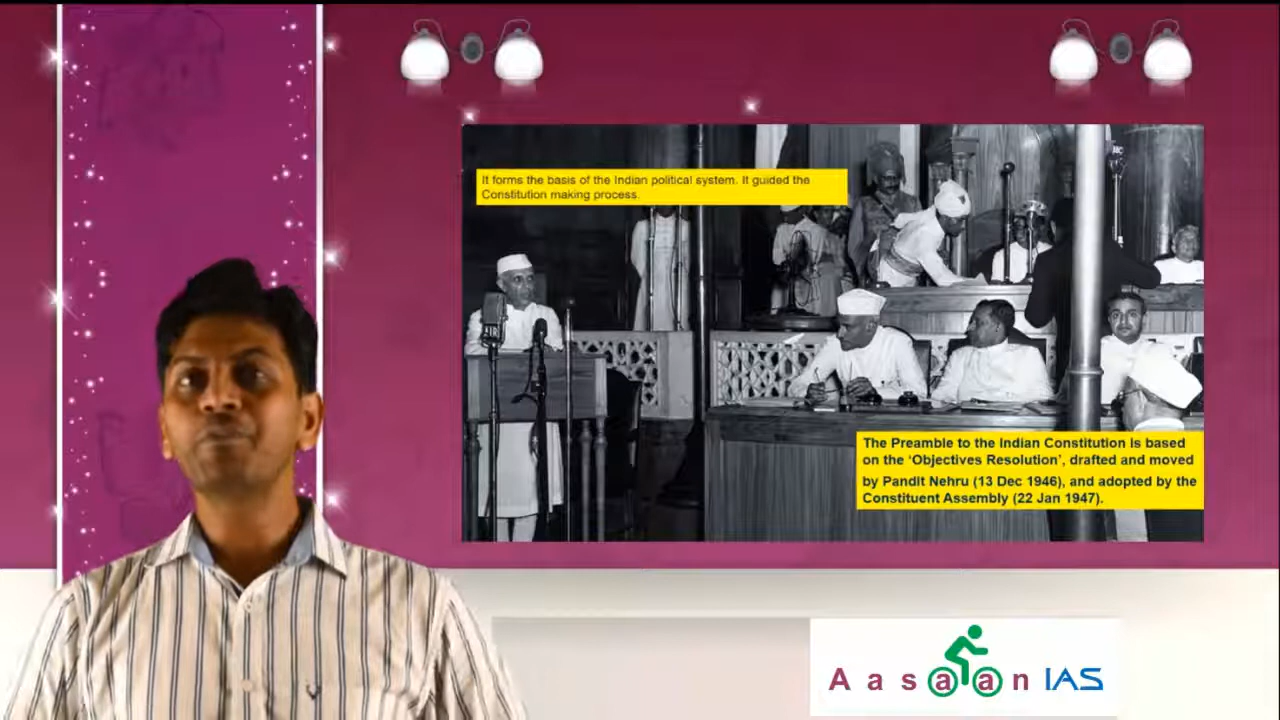 It forms the basis of the Indian political system. It guided the
Constitution making process.
The Preamble to the Indian Constitution is based
on the ‘Objectives Resolution’, drafted and moved
by Pandit Nehru (13 Dec 1946), and adopted by the
Constituent Assembly (22 Jan 1947).
Aasaan IAS